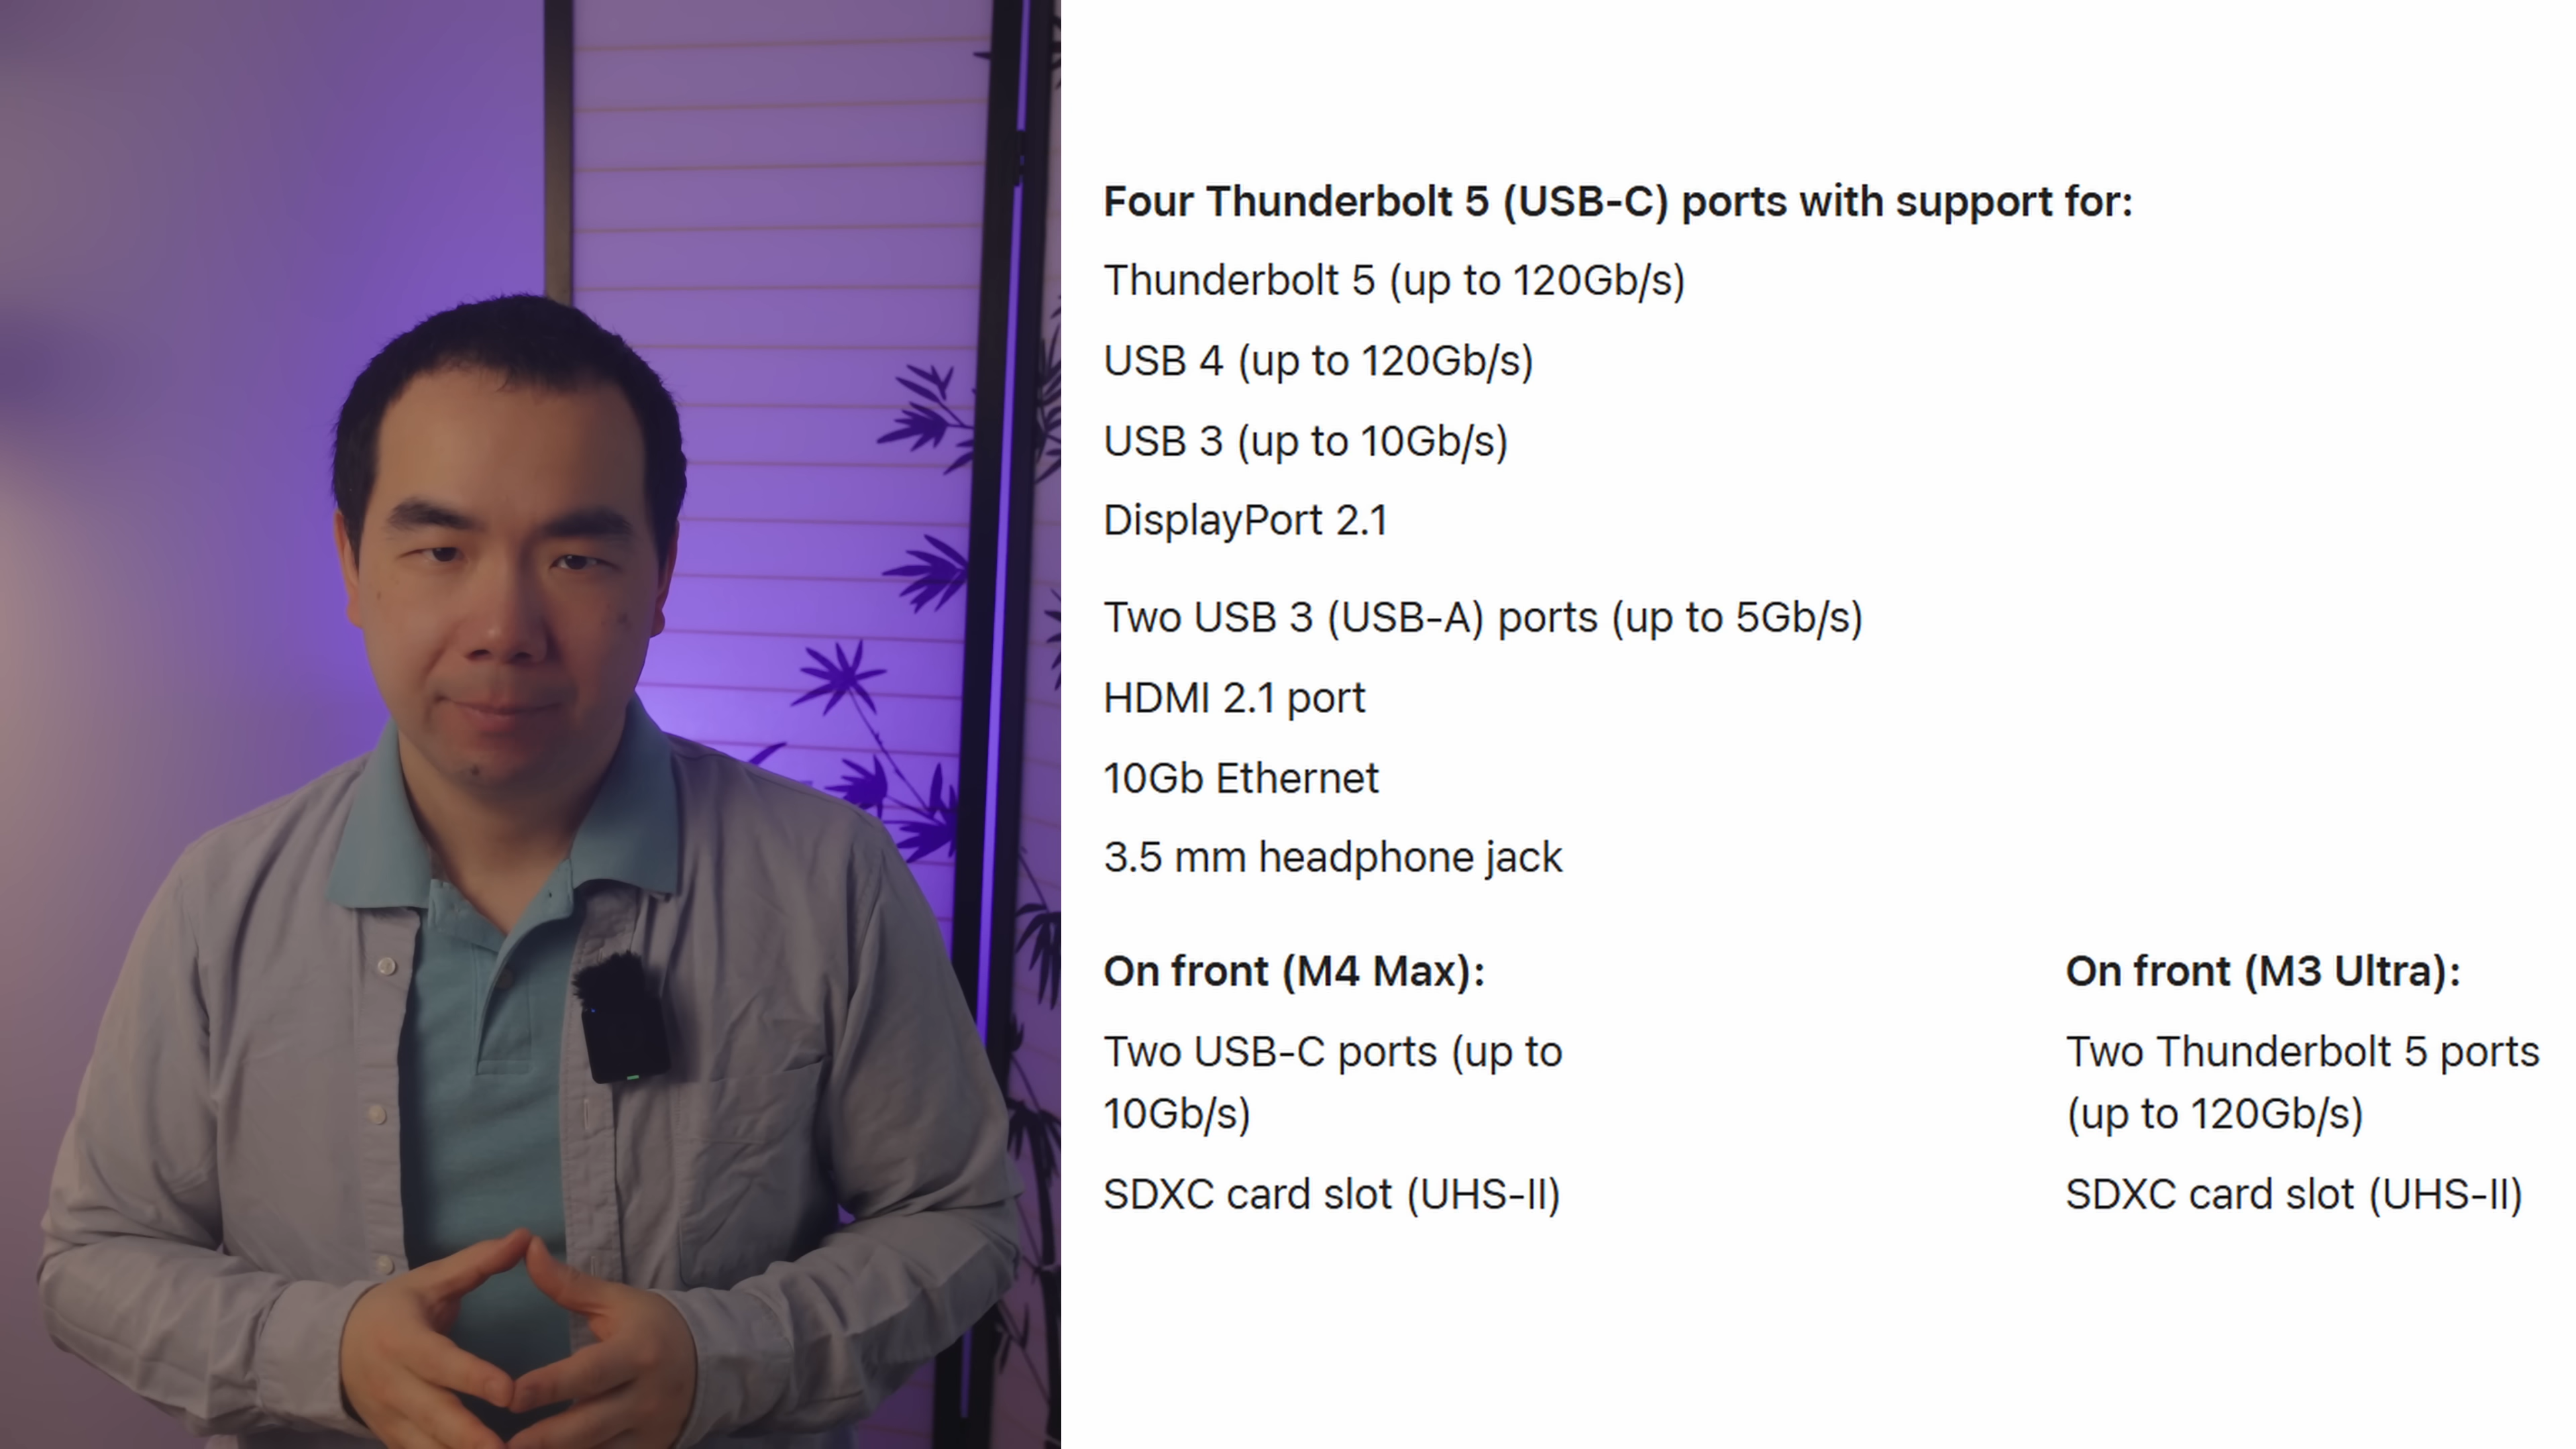 Four Thunderbolt 5 (USB-C) ports with support for:
Thunderbolt 5 (up to 120Gb/s)
USB 4 (up to 120Gb/s)
USB 3 (up to 10Gb/s)
DisplayPort 2.1
Two USB 3 (USB-A) ports (up to 5Gb/s)
HDMI 2.1 port
10Gb Ethernet
3.5 mm headphone jack
On front (M4 Max):
Two USB-C ports (up to
10Gb/s)
SDXC card slot (UHS-II)
On front (M3 Ultra):
Two Thunderbolt 5 ports
(up to 120Gb/s)
SDXC card slot (UHS-II)